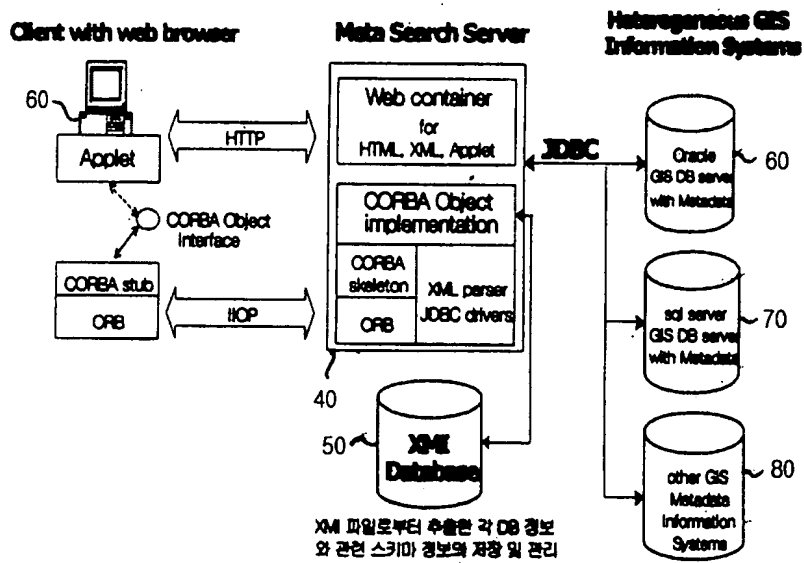 Client with web browser
60
Applet
CORBA Object
Interface
CORBA stub
ORB
HTTP
IIOP
Meta Search Server
Web container
for
HTML, XML, Applet
CORBA Object
implementation
CORBA
skeleton
ORB
XML parser
JDBC drivers
40
50
XMI
Database
XMI 파일로부터 추출한 각 DB 정보
와 관련 스키마 정보의 저장 및 관리
JDBC
Heterogeneous GIS
Information Systems
Oracle
GIS DB server
with Metadata
60
sql server
GIS DB server
with Metadata
70
other GIS
Metadata
Information
Systems
80